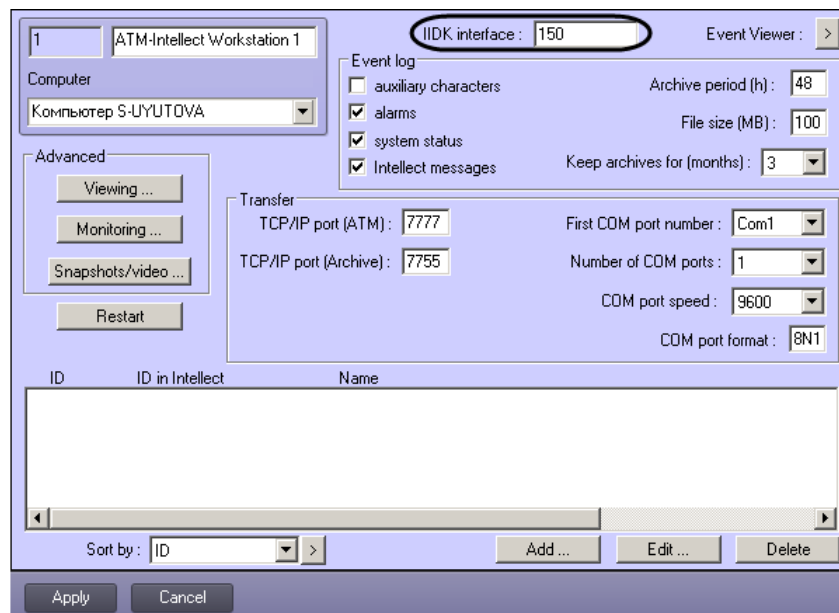 1
ATM-Intellect Workstation 1
Computer
Компьютер S-UYUTOVA
IIDK interface :
150
Event Viewer :
>
Event log
auxiliary characters
alarms
system status
Intellect messages
Archive period (h) :
48
File size (MB) :
100
Keep archives for (months) :
3
Advanced
Viewing ...
Monitoring ...
Snapshots/video ...
Restart
Transfer
TCP/IP port (ATM) :
7777
TCP/IP port (Archive) :
7755
First COM port number :
Com1
Number of COM ports :
1
COM port speed :
9600
COM port format :
8N1
ID ID in Intellect Name
Sort by :
ID
>
Add ...
Edit ...
Delete
Apply
Cancel